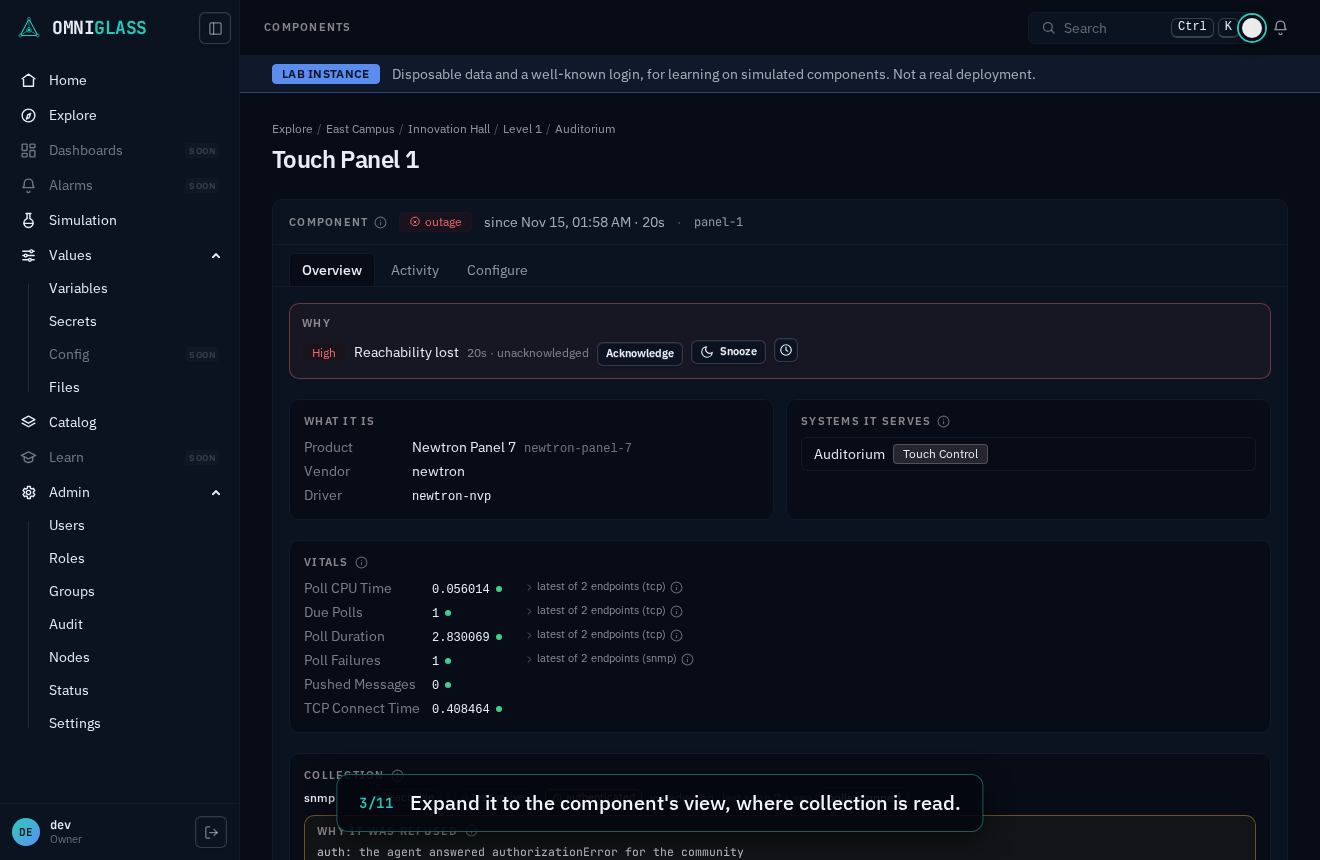 OMNIGLASS
COMPONENTS
Search
Ctrl K
Home
Explore
Dashboards SOON
Alarms SOON
Simulation
Values
Variables
Secrets
Config SOON
Files
Catalog
Learn SOON
Admin
Users
Roles
Groups
Audit
Nodes
Status
Settings
DE
dev
Owner
LAB INSTANCE Disposable data and a well-known login, for learning on simulated components. Not a real deployment.
Explore / East Campus / Innovation Hall / Level 1 / Auditorium
Touch Panel 1
COMPONENT outage since Nov 15, 01:58 AM · 20s · panel-1
Overview Activity Configure
WHY
High Reachability lost 20s · unacknowledged Acknowledge Snooze
WHAT IT IS
Product Newtron Panel 7 newtron-panel-7
Vendor newtron
Driver newtron-nvp
SYSTEMS IT SERVES
Auditorium Touch Control
VITALS
Poll CPU Time 0.056014 latest of 2 endpoints (tcp)
Due Polls 1 latest of 2 endpoints (tcp)
Poll Duration 2.830069 latest of 2 endpoints (tcp)
Poll Failures 1 latest of 2 endpoints (snmp)
Pushed Messages 0
TCP Connect Time 0.408464
COLLECTION
snmp
3/11 Expand it to the component's view, where collection is read.
WHY IT WAS REFUSED
auth: the agent answered authorizationError for the community